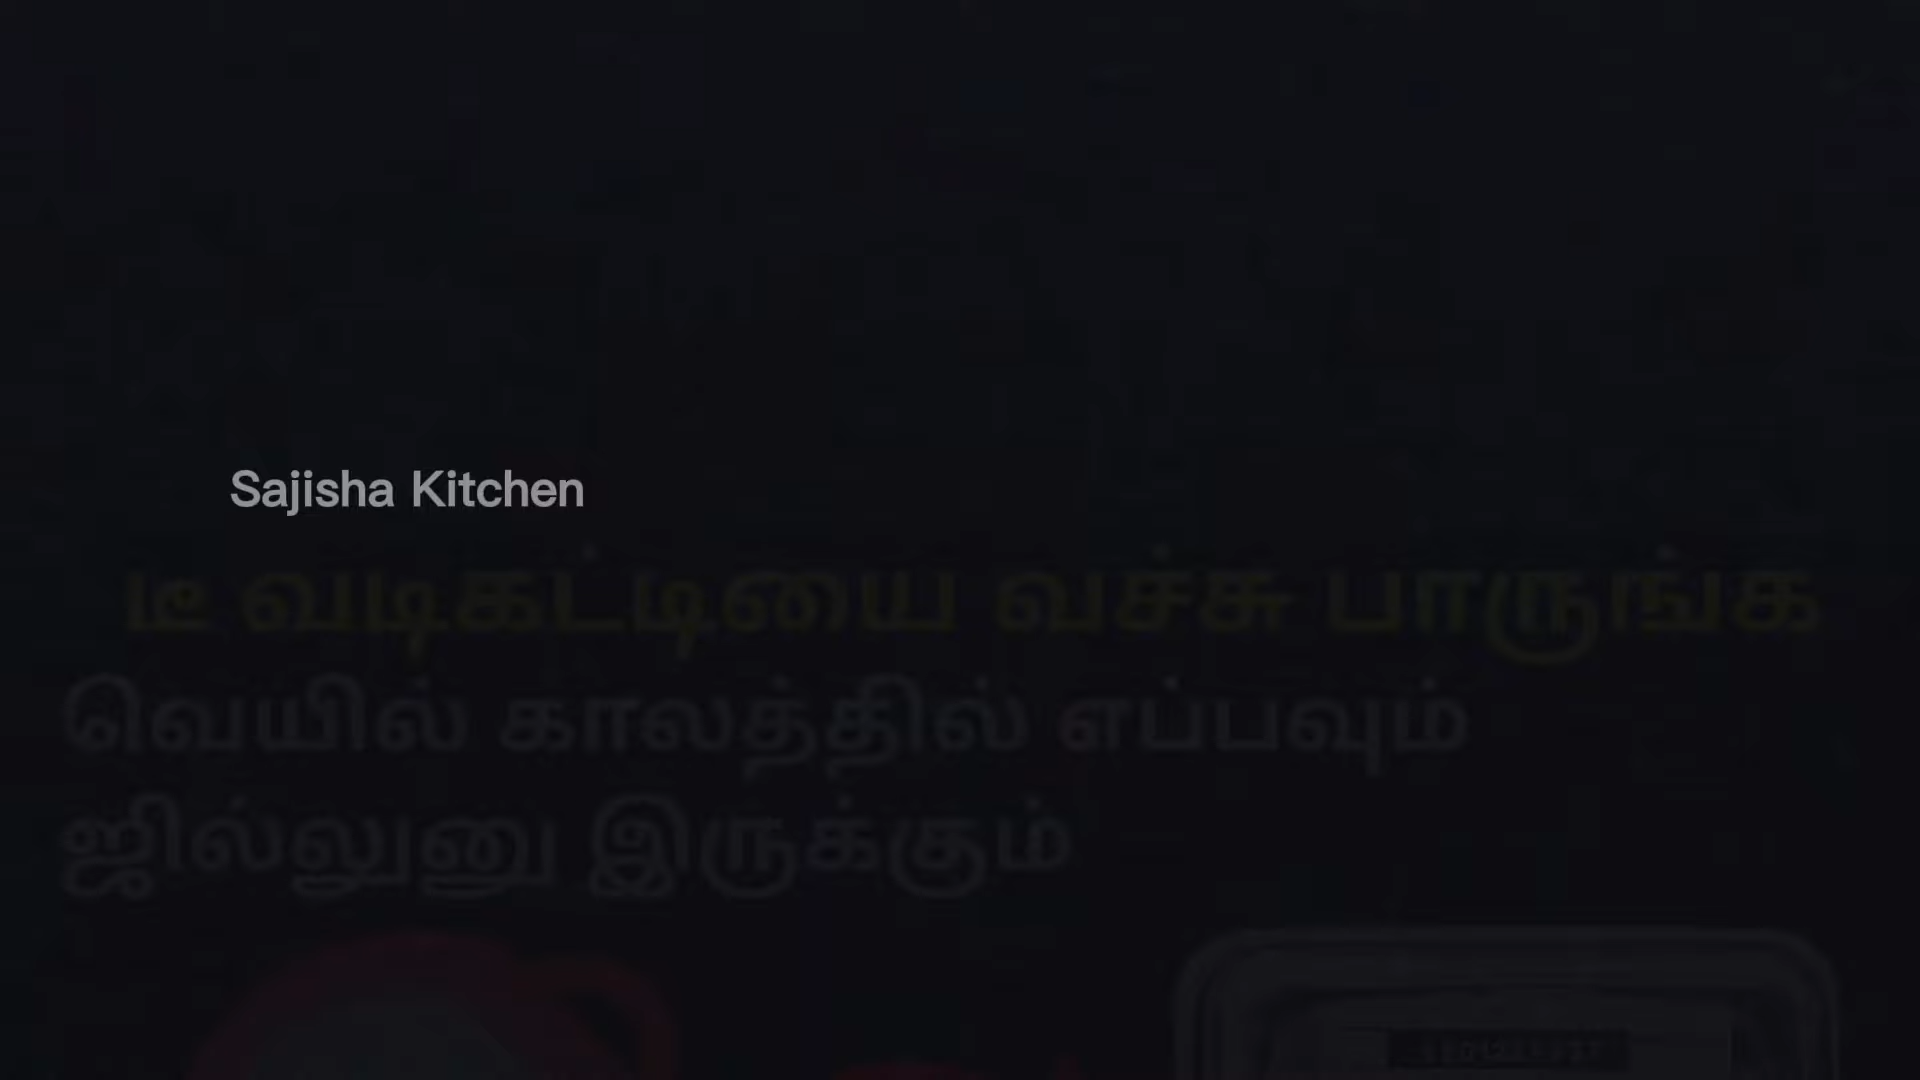 Sajisha Kitchen
டீ வடிகட்டியை வச்சு பாருங்க
வெயில் காலத்தில் எப்பவும்
ஜில்லுனு இருக்கும்